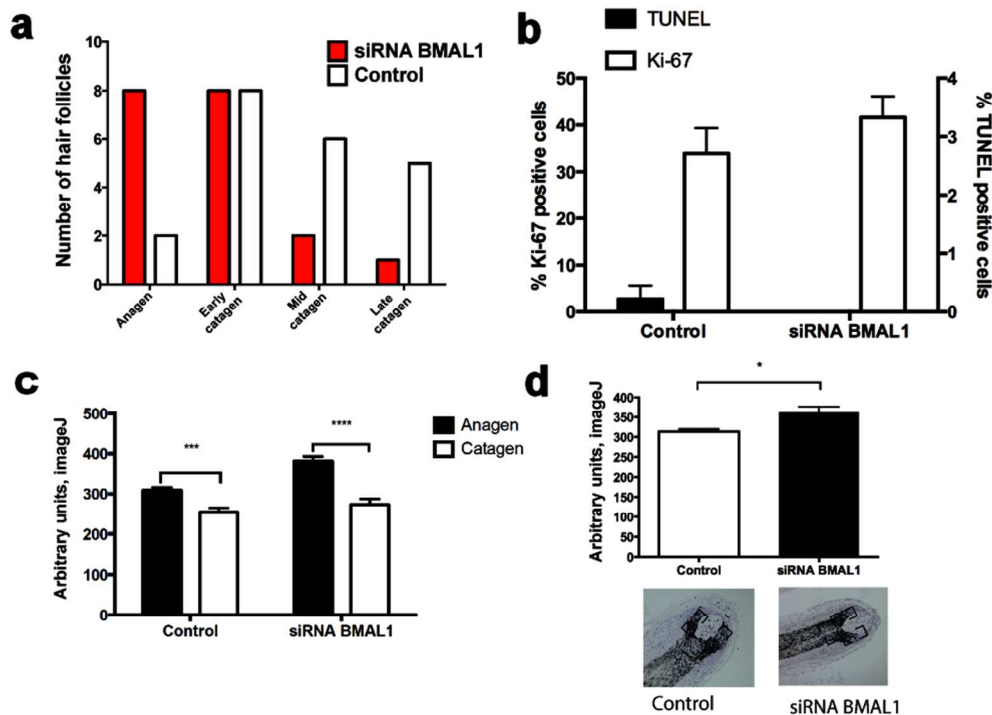 a
siRNA BMAL1
Control
Number of hair follicles
10
8
6
4
2
0
Anagen
Early catagen
Mid catagen
Late catagen
b
TUNEL
Ki-67
% Ki-67 positive cells
50
40
30
20
10
0
% TUNEL positive cells
4
3
2
1
0
Control
siRNA BMAL1
c
Arbitrary units, imageJ
500
400
300
200
100
0
***
****
Anagen
Catagen
Control
siRNA BMAL1
d
*
Arbitrary units, imageJ
400
350
300
250
200
150
100
50
0
Control
siRNA BMAL1
Control
siRNA BMAL1